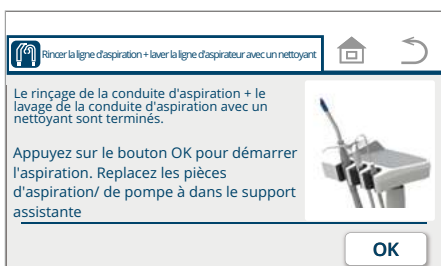 Rincer la ligne d'aspiration + laver la ligne d'aspirateur avec un nettoyant
Le rinçage de la conduite d'aspiration + le
lavage de la conduite d'aspiration avec un
nettoyant sont terminés.
Appuyez sur le bouton OK pour démarrer
l'aspiration. Replacez les pièces
d'aspiration/ de pompe à dans le support
assistante
OK